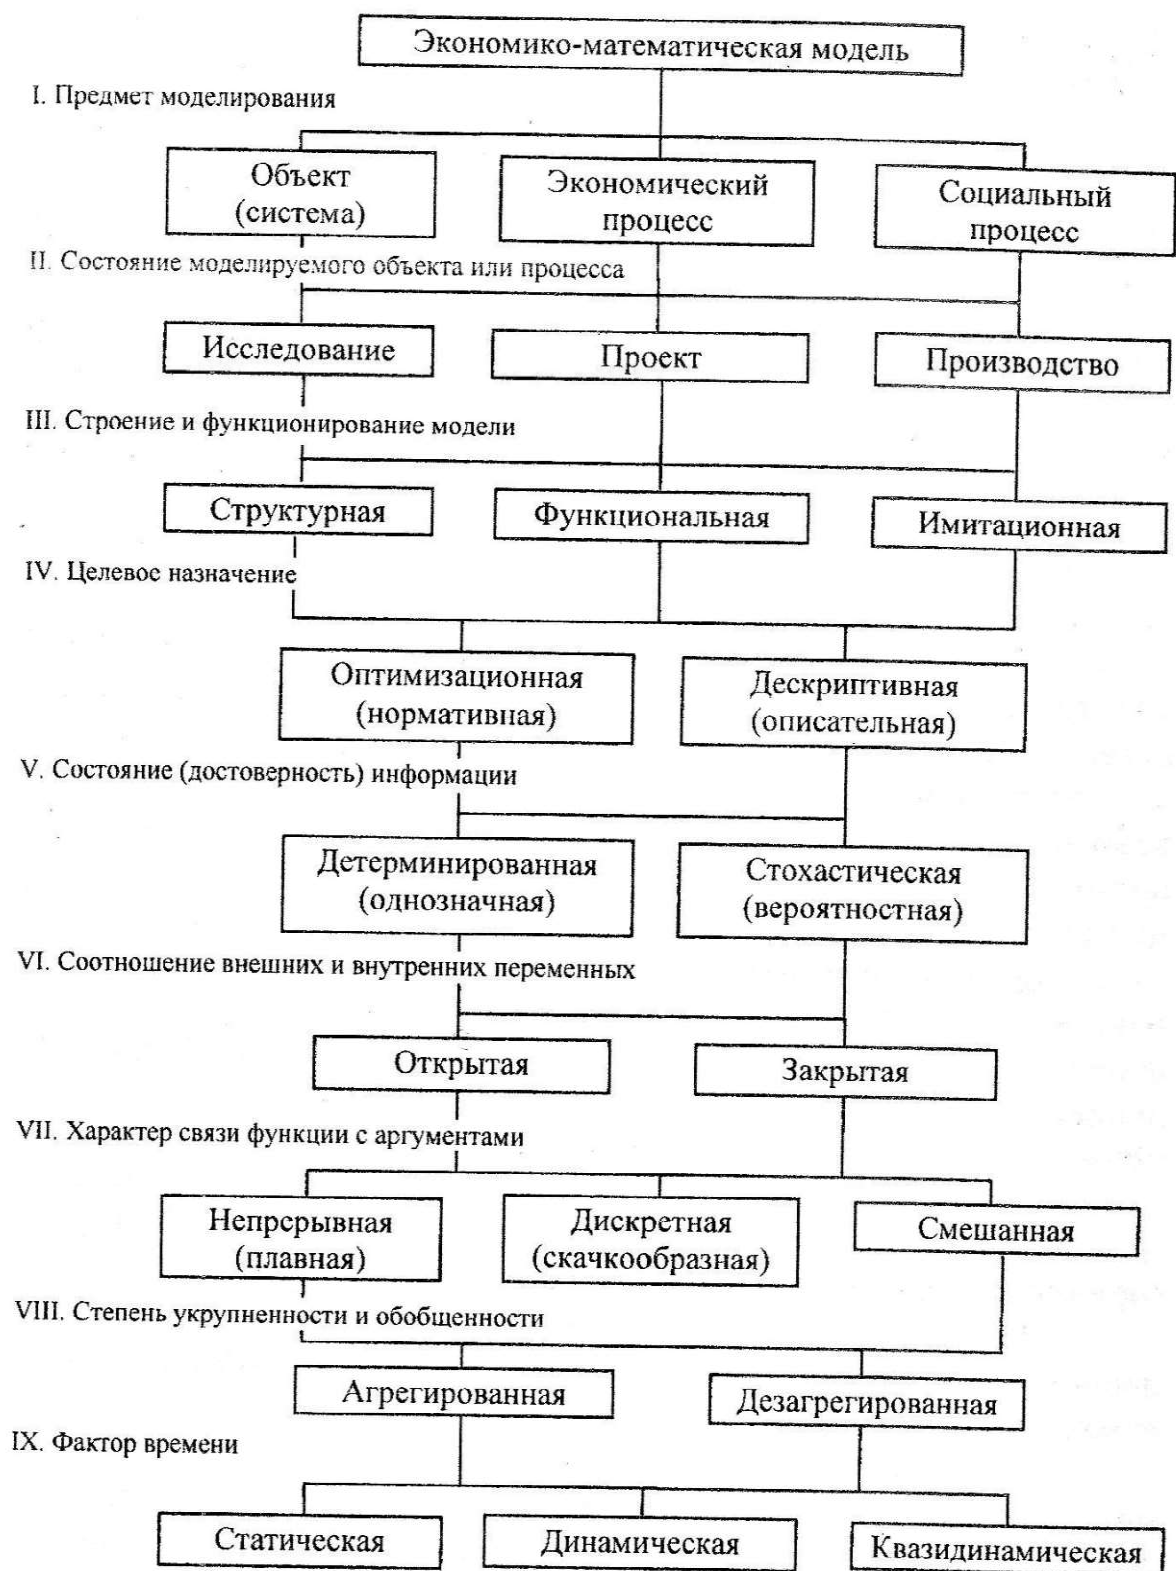 Экономико-математическая модель
I. Предмет моделирования
Объект
(система)
Экономический
процесс
Социальный
процесс
II. Состояние моделируемого объекта или процесса
Исследование
Проект
Производство
III. Строение и функционирование модели
Структурная
Функциональная
Имитационная
IV. Целевое назначение
Оптимизационная
(нормативная)
Дескриптивная
(описательная)
V. Состояние (достоверность) информации
Детерминированная
(однозначная)
Стохастическая
(вероятностная)
VI. Соотношение внешних и внутренних переменных
Открытая
Закрытая
VII. Характер связи функции с аргументами
Непрерывная
(плавная)
Дискретная
(скачкообразная)
Смешанная
VIII. Степень укрупненности и обобщенности
Агрегированная
Дезагрегированная
IX. Фактор времени
Статическая
Динамическая
Квазидинамическая